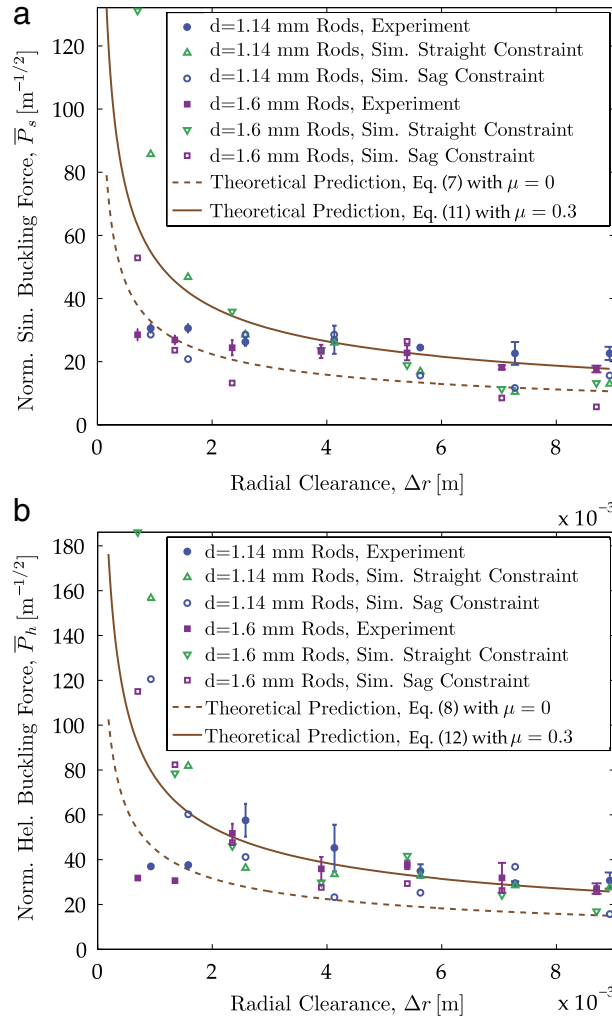 a
Norm. Sin. Buckling Force, P̅_s [m^{−1/2}]
120
100
80
60
40
20
0
d=1.14 mm Rods, Experiment
d=1.14 mm Rods, Sim. Straight Constraint
d=1.14 mm Rods, Sim. Sag Constraint
d=1.6 mm Rods, Experiment
d=1.6 mm Rods, Sim. Straight Constraint
d=1.6 mm Rods, Sim. Sag Constraint
Theoretical Prediction, Eq. (7) with μ = 0
Theoretical Prediction, Eq. (11) with μ = 0.3
0 2 4 6 8
Radial Clearance, Δr [m]
x 10^{-3}
b
Norm. Hel. Buckling Force, P̅_h [m^{−1/2}]
180
160
140
120
100
80
60
40
20
0
d=1.14 mm Rods, Experiment
d=1.14 mm Rods, Sim. Straight Constraint
d=1.14 mm Rods, Sim. Sag Constraint
d=1.6 mm Rods, Experiment
d=1.6 mm Rods, Sim. Straight Constraint
d=1.6 mm Rods, Sim. Sag Constraint
Theoretical Prediction, Eq. (8) with μ = 0
Theoretical Prediction, Eq. (12) with μ = 0.3
0 2 4 6 8
Radial Clearance, Δr [m]
x 10^{-3}